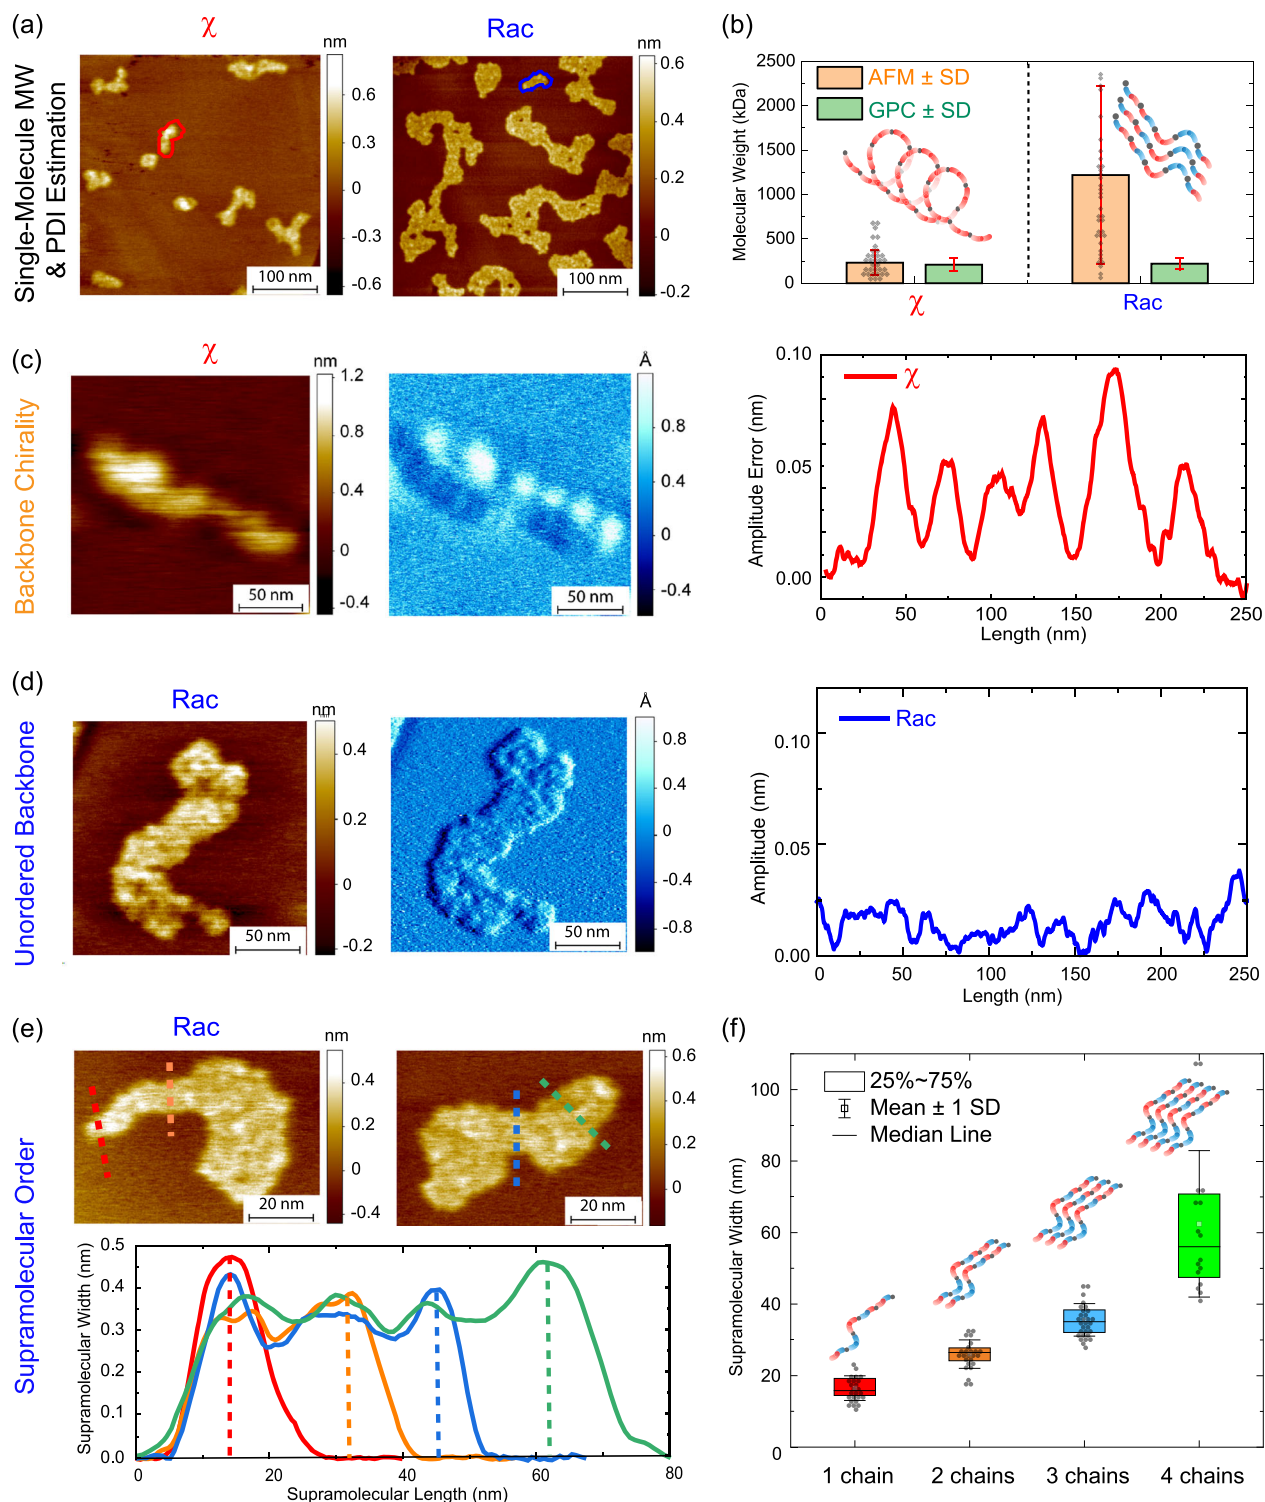 (a)
χ
Rac
Single-Molecule MW
& PDI Estimation
nm
0.6
0.3
0
-0.3
-0.6
100 nm
nm
0.6
0.4
0.2
0
-0.2
100 nm
(b)
Molecular Weight (kDa)
2500
2000
1500
1000
500
0
AFM ± SD
GPC ± SD
χ
Rac
(c)
χ
Backbone Chirality
nm
1.2
0.8
0.4
0
-0.4
50 nm
Å
0.8
0.4
0
-0.4
50 nm
Amplitude Error (nm)
0.10
0.05
0.00
χ
0 50 100 150 200 250
Length (nm)
(d)
Rac
Unordered Backbone
nm
0.4
0.2
0
-0.2
50 nm
Å
0.8
0.4
0
-0.4
-0.8
50 nm
Amplitude (nm)
0.10
0.05
0.00
Rac
0 50 100 150 200 250
Length (nm)
(e)
Rac
Supramolecular Order
nm
0.4
0.2
0
-0.2
-0.4
20 nm
nm
0.6
0.4
0.2
0
20 nm
Supramolecular Width (nm)
0.5
0.4
0.3
0.2
0.1
0.0
0 20 40 60 80
Supramolecular Length (nm)
(f)
Supramolecular Width (nm)
100
80
60
40
20
0
25%~75%
Mean ± 1 SD
Median Line
1 chain 2 chains 3 chains 4 chains